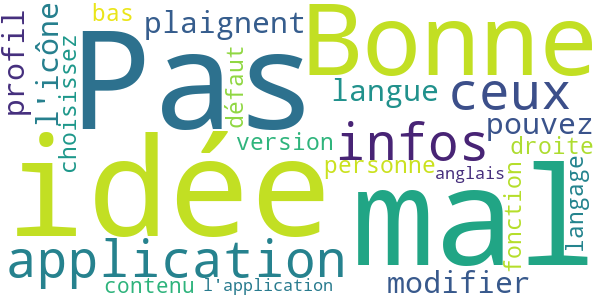 bas
Bonne
profil
l'icône
plaignent
Pas
choisissez
défaut
langue
ceux
version
infos
pouvez
droite
idée
personne
anglais
mal
fonction
langage
application
contenu
l'application
modifier